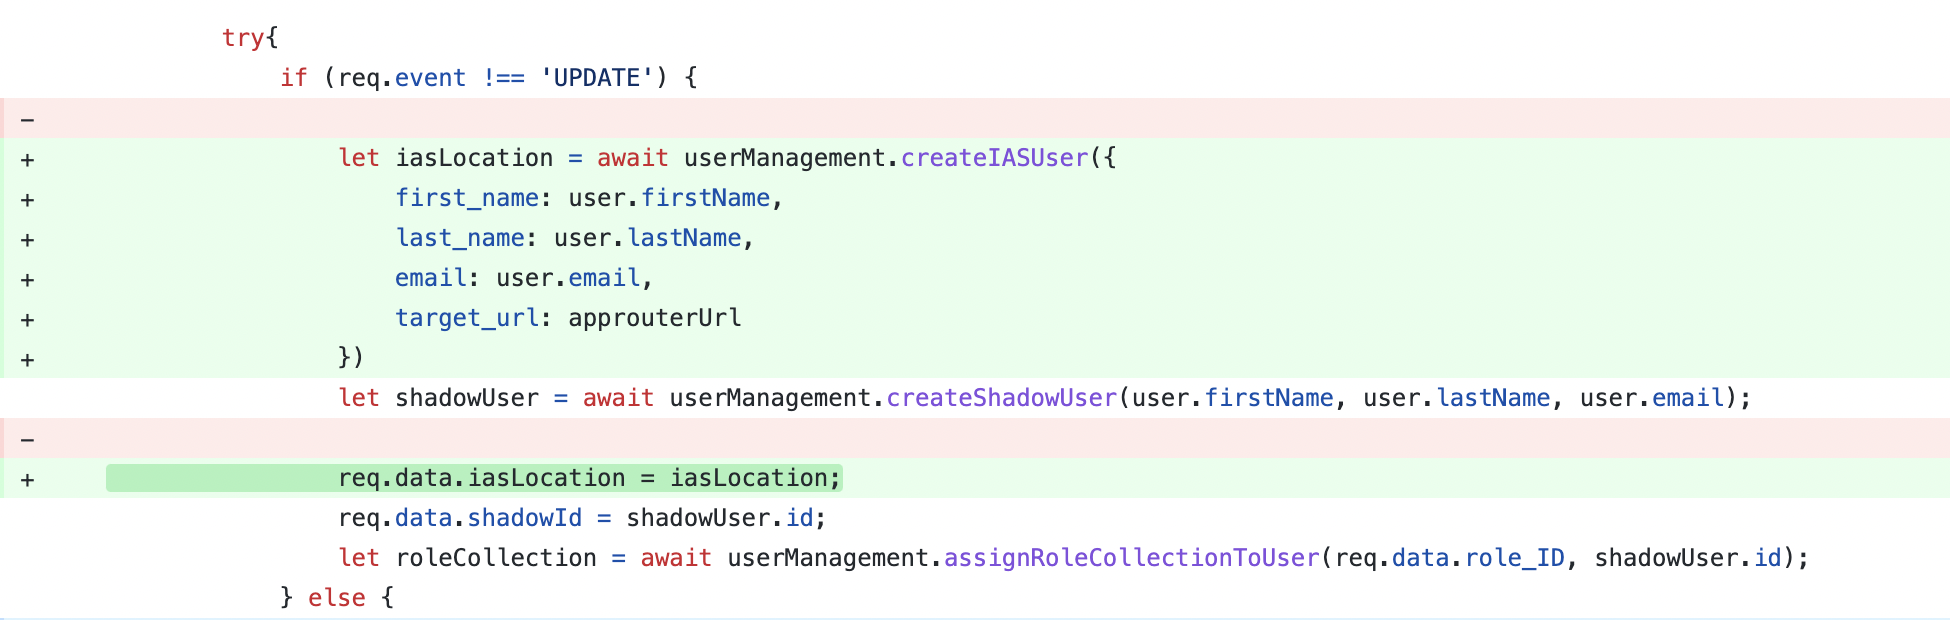 try{
if (req.event !== 'UPDATE') {
−
+ let iasLocation = await userManagement.createIASUser({
+ first_name: user.firstName,
+ last_name: user.lastName,
+ email: user.email,
+ target_url: approuterUrl
+ })
let shadowUser = await userManagement.createShadowUser(user.firstName, user.lastName, user.email);
−
+ req.data.iasLocation = iasLocation;
req.data.shadowId = shadowUser.id;
let roleCollection = await userManagement.assignRoleCollectionToUser(req.data.role_ID, shadowUser.id);
} else {